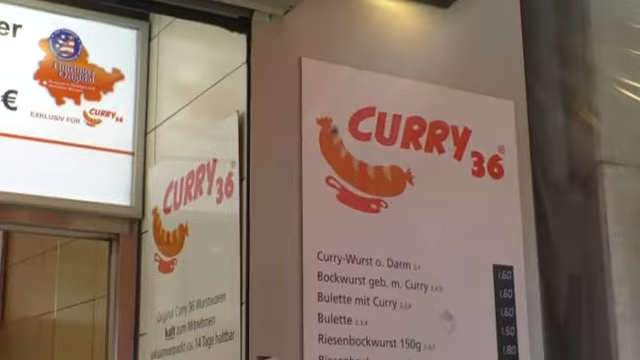 er
€
Thüringer
Original
EXKLUSIV FÜR
CURRY 36
CURRY 36
Original Curry 36 Wurstwaren
kalt zum Mitnehmen
14 Tage haltbar
CURRY 36
®
Curry-Wurst o. Darm 1,60
Bockwurst geb. m. Curry 1,60
Bulette mit Curry 1,60
Bulette 1,50
Riesenbockwurst 150g 1,80